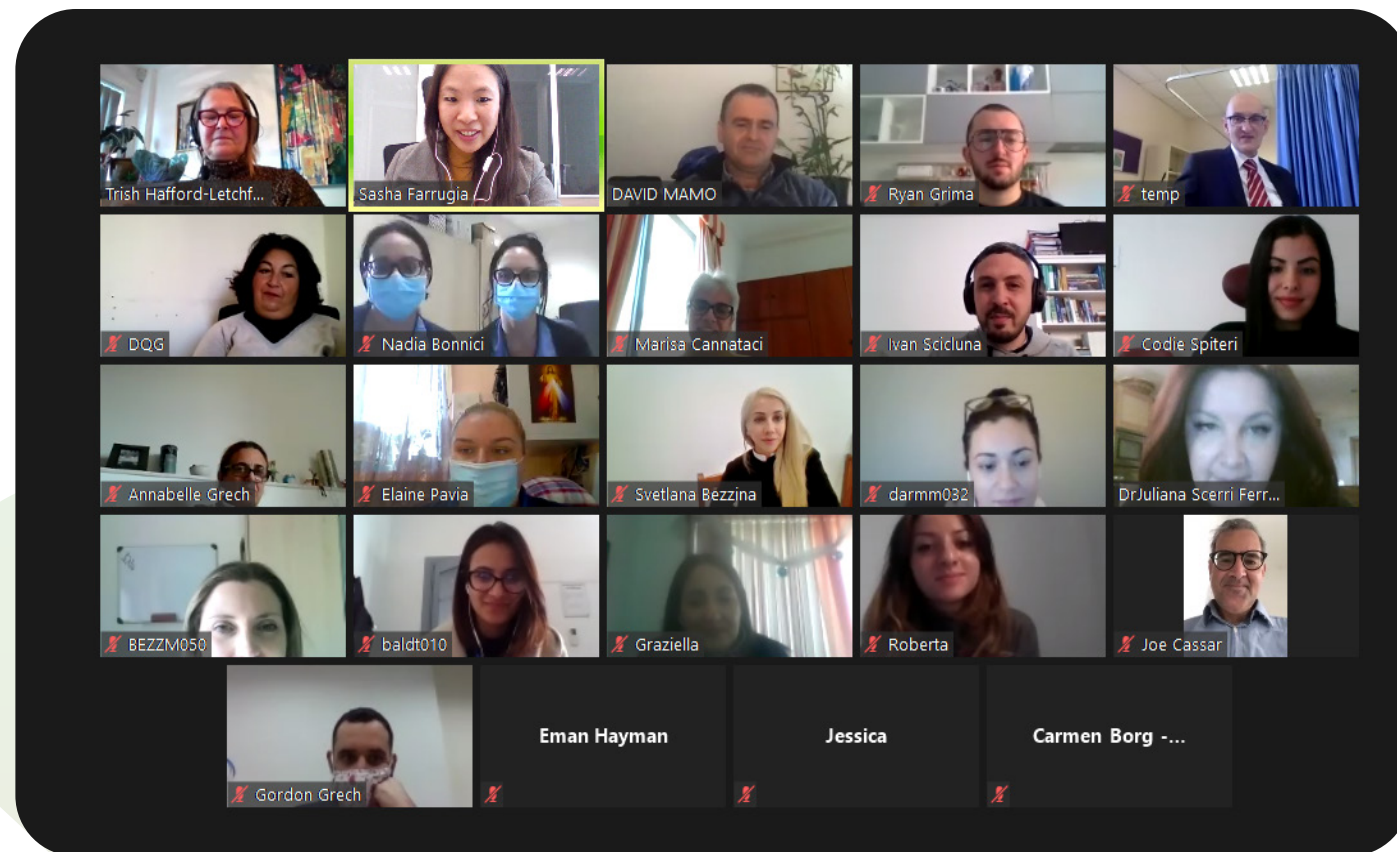 Trish Hafford-Letchf...
Sasha Farrugia
DAVID MAMO
Ryan Grima
temp
DQG
Nadia Bonnici
Marisa Cannataci
Ivan Scicluna
Codie Spiteri
Annabelle Grech
Elaine Pavia
Svetlana Bezzina
darmm032
DrJuliana Scerri Ferr...
BEZZM050
baldt010
Graziella
Roberta
Joe Cassar
Gordon Grech
Eman Hayman
Jessica
Carmen Borg -...